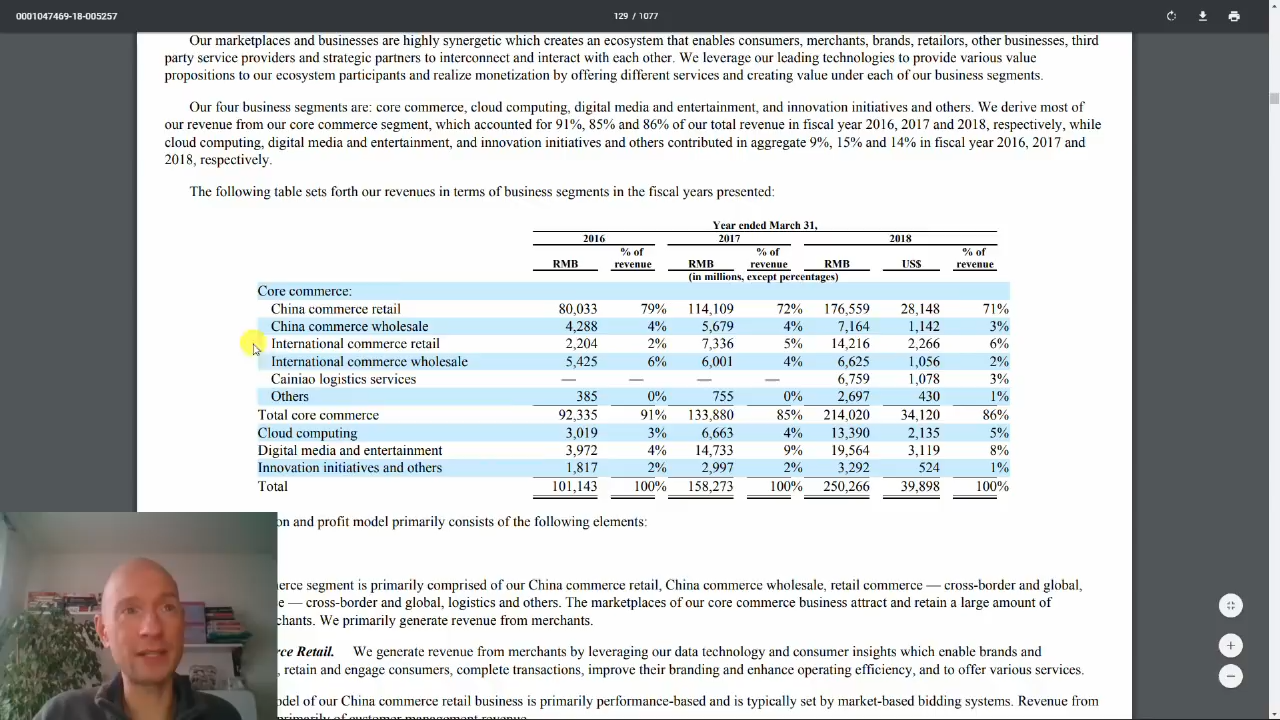 0001047469-18-005257
129 / 1077
Our marketplaces and businesses are highly synergetic which creates an ecosystem that enables consumers, merchants, brands, retailors, other businesses, third
party service providers and strategic partners to interconnect and interact with each other. We leverage our leading technologies to provide various value
propositions to our ecosystem participants and realize monetization by offering different services and creating value under each of our business segments.
Our four business segments are: core commerce, cloud computing, digital media and entertainment, and innovation initiatives and others. We derive most of
our revenue from our core commerce segment, which accounted for 91%, 85% and 86% of our total revenue in fiscal year 2016, 2017 and 2018, respectively, while
cloud computing, digital media and entertainment, and innovation initiatives and others contributed in aggregate 9%, 15% and 14% in fiscal year 2016, 2017 and
2018, respectively.
The following table sets forth our revenues in terms of business segments in the fiscal years presented:
Year ended March 31,
2016 2017 2018
% of % of % of
RMB revenue RMB revenue RMB US$ revenue
(in millions, except percentages)
Core commerce:
China commerce retail 80,033 79% 114,109 72% 176,559 28,148 71%
China commerce wholesale 4,288 4% 5,679 4% 7,164 1,142 3%
International commerce retail 2,204 2% 7,336 5% 14,216 2,266 6%
International commerce wholesale 5,425 6% 6,001 4% 6,625 1,056 2%
Cainiao logistics services — — — — 6,759 1,078 3%
Others 385 0% 755 0% 2,697 430 1%
Total core commerce 92,335 91% 133,880 85% 214,020 34,120 86%
Cloud computing 3,019 3% 6,663 4% 13,390 2,135 5%
Digital media and entertainment 3,972 4% 14,733 9% 19,564 3,119 8%
Innovation initiatives and others 1,817 2% 2,997 2% 3,292 524 1%
Total 101,143 100% 158,273 100% 250,266 39,898 100%
on and profit model primarily consists of the following elements:
erce segment is primarily comprised of our China commerce retail, China commerce wholesale, retail commerce — cross-border and global,
e — cross-border and global, logistics and others. The marketplaces of our core commerce business attract and retain a large amount of
chants. We primarily generate revenue from merchants.
rce Retail. We generate revenue from merchants by leveraging our data technology and consumer insights which enable brands and
, retain and engage consumers, complete transactions, improve their branding and enhance operating efficiency, and to offer various services.
del of our China commerce retail business is primarily performance-based and is typically set by market-based bidding systems. Revenue from
primarily of customer management revenue